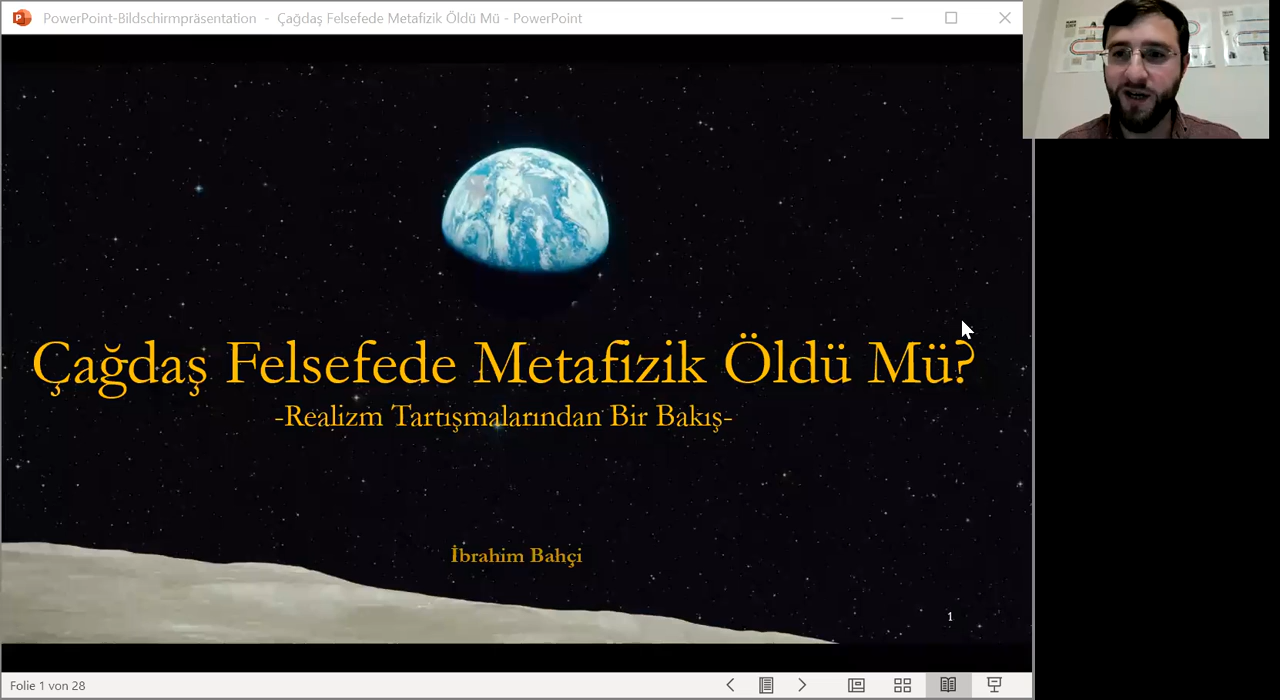 PowerPoint-Bildschirmpräsentation - Çağdaş Felsefede Metafizik Öldü Mü - PowerPoint
Çağdaş Felsefede Metafizik Öldü Mü?
-Realizm Tartışmalarından Bir Bakış-
İbrahim Bahçi
1
Folie 1 von 28